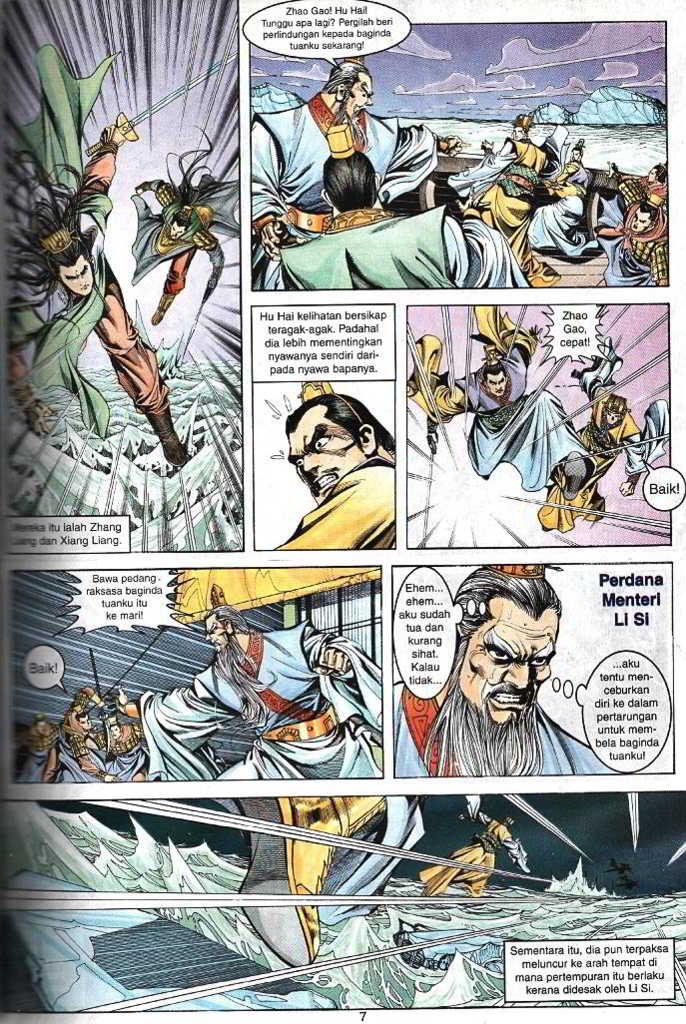 Zhao Gao! Hu Hai!
Tunggu apa lagi? Pergilah beri
perlindungan kepada baginda
tuanku sekarang!
itu ialah Zhang
dan Xiang Liang.
Hu Hai kelihatan bersikap
teragak-agak. Padahal
dia lebih mementingkan
nyawanya sendiri dari-
pada nyawa bapanya.
Zhao
Gao,
cepat!
Baik!
Bawa pedang
raksasa baginda
tuanku itu
ke mari!
Baik!
Ehem...
ehem...
aku sudah
tua dan
kurang
sihat.
Kalau
tidak...
Perdana
Menteri
Li Si
...aku
tentu men-
ceburkan
diri ke dalam
pertarungan
untuk mem-
bela baginda
tuanku!
Sementara itu, dia pun terpaksa
meluncur ke arah tempat di
mana pertempuran itu berlaku
kerana didesak oleh Li Si.
7